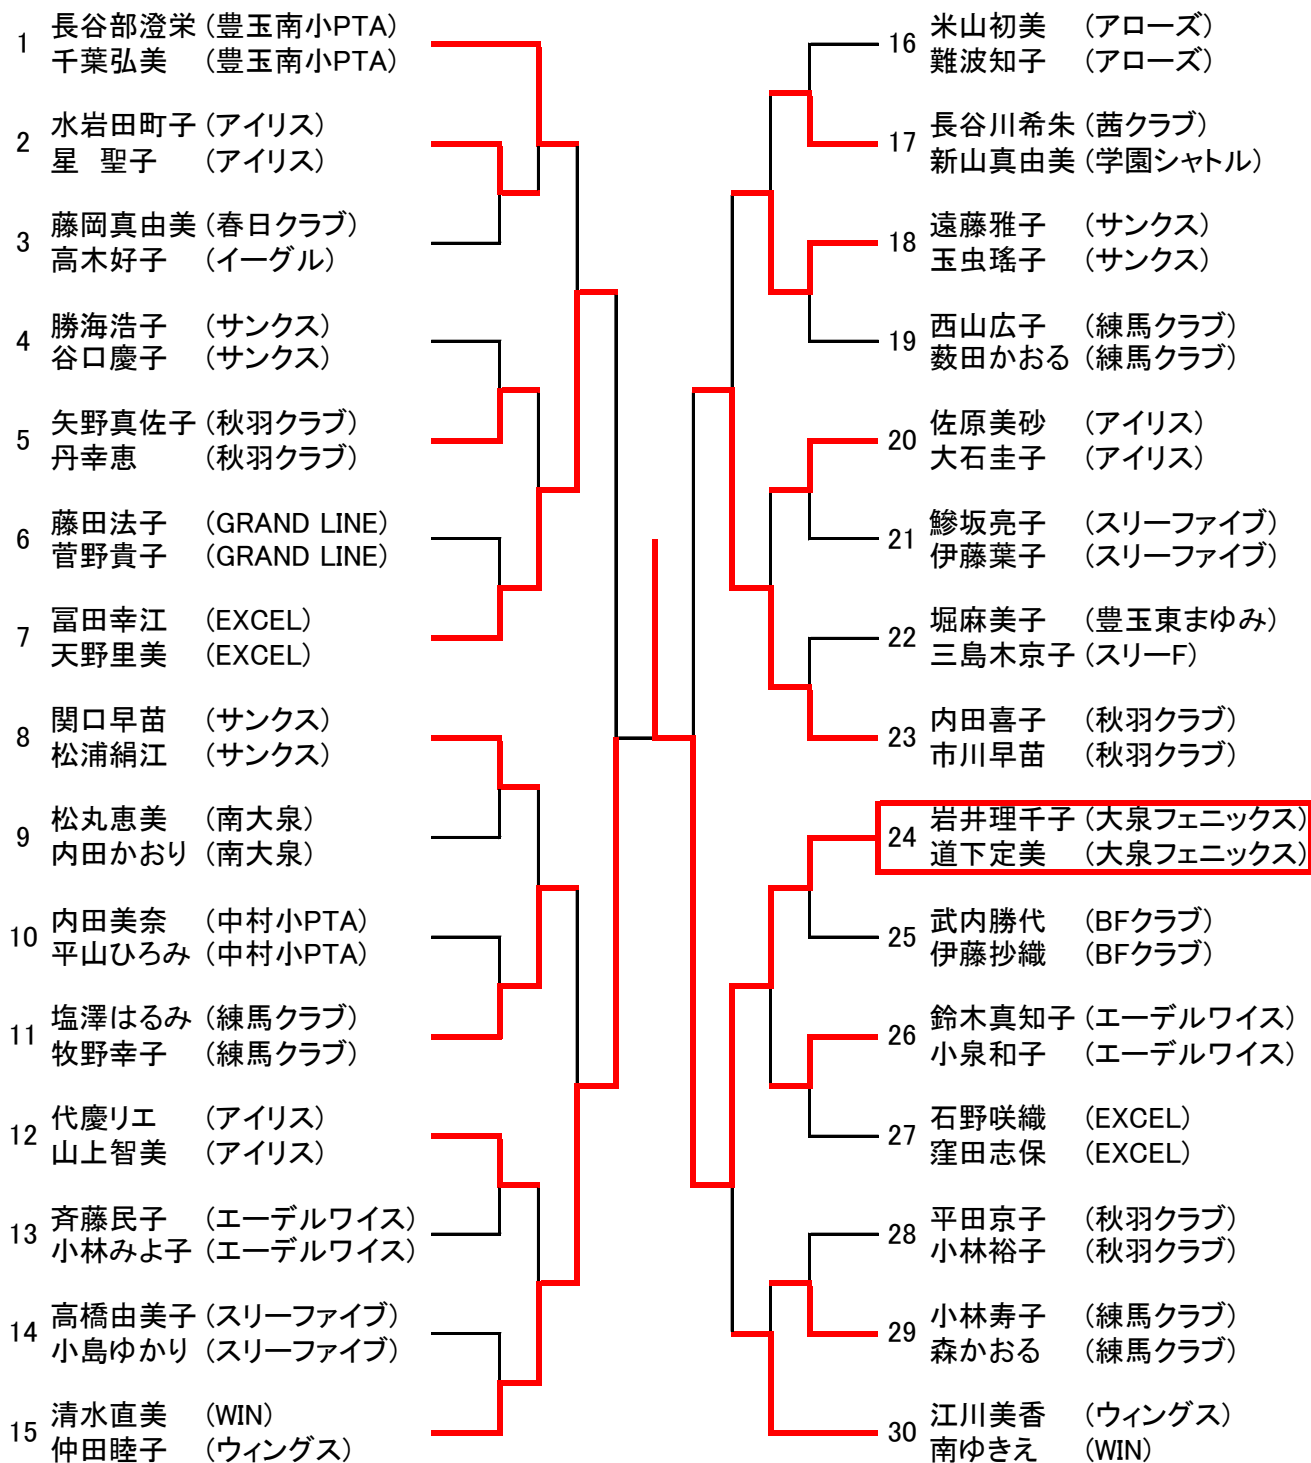 1 長谷部澄栄 (豊玉南小PTA)
千葉弘美 (豊玉南小PTA)
2 水岩田町子 (アイリス)
星 聖子 (アイリス)
3 藤岡真由美 (春日クラブ)
高木好子 (イーグル)
4 勝海浩子 (サンクス)
谷口慶子 (サンクス)
5 矢野真佐子 (秋羽クラブ)
丹幸恵 (秋羽クラブ)
6 藤田法子 (GRAND LINE)
菅野貴子 (GRAND LINE)
7 冨田幸江 (EXCEL)
天野里美 (EXCEL)
8 関口早苗 (サンクス)
松浦絹江 (サンクス)
9 松丸恵美 (南大泉)
内田かおり (南大泉)
10 内田美奈 (中村小PTA)
平山ひろみ (中村小PTA)
11 塩澤はるみ (練馬クラブ)
牧野幸子 (練馬クラブ)
12 代慶リエ (アイリス)
山上智美 (アイリス)
13 斉藤民子 (エーデルワイス)
小林みよ子 (エーデルワイス)
14 高橋由美子 (スリーファイブ)
小島ゆかり (スリーファイブ)
15 清水直美 (WIN)
仲田睦子 (ウィングス)
16 米山初美 (アローズ)
難波知子 (アローズ)
17 長谷川希朱 (茜クラブ)
新山真由美 (学園シャトル)
18 遠藤雅子 (サンクス)
玉虫瑤子 (サンクス)
19 西山広子 (練馬クラブ)
薮田かおる (練馬クラブ)
20 佐原美砂 (アイリス)
大石圭子 (アイリス)
21 鰺坂亮子 (スリーファイブ)
伊藤葉子 (スリーファイブ)
22 堀麻美子 (豊玉東まゆみ)
三島木京子 (スリーF)
23 内田喜子 (秋羽クラブ)
市川早苗 (秋羽クラブ)
24 岩井理千子 (大泉フェニックス)
道下定美 (大泉フェニックス)
25 武内勝代 (BFクラブ)
伊藤抄織 (BFクラブ)
26 鈴木真知子 (エーデルワイス)
小泉和子 (エーデルワイス)
27 石野咲織 (EXCEL)
窪田志保 (EXCEL)
28 平田京子 (秋羽クラブ)
小林裕子 (秋羽クラブ)
29 小林寿子 (練馬クラブ)
森かおる (練馬クラブ)
30 江川美香 (ウィングス)
南ゆきえ (WIN)